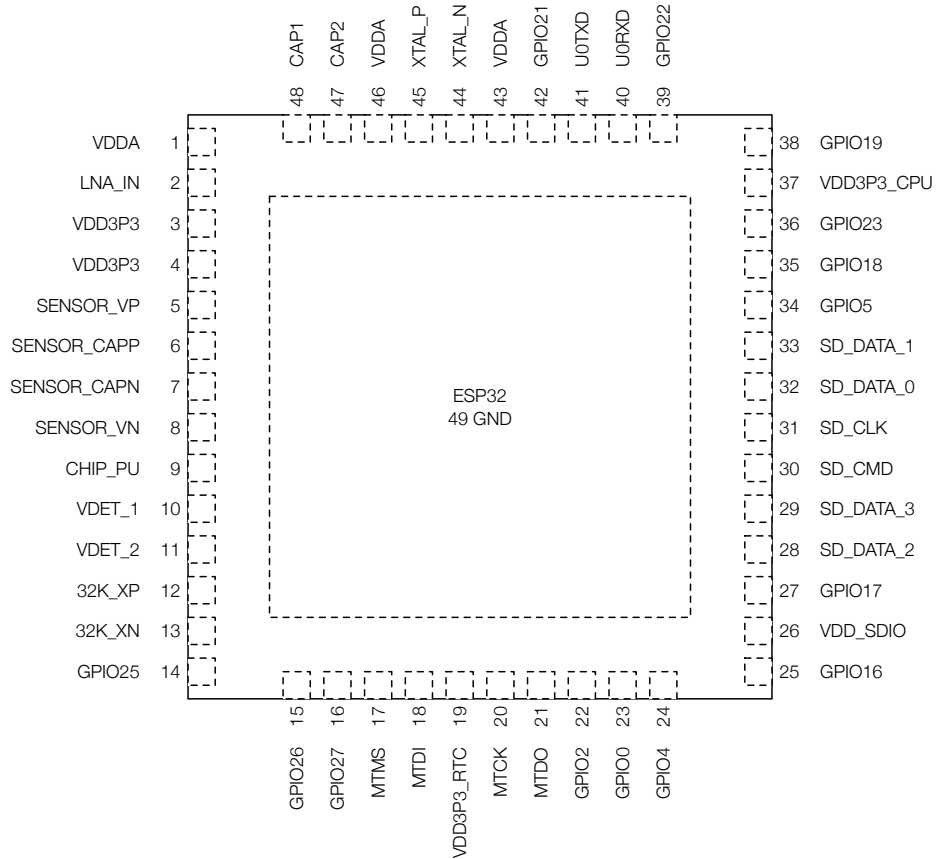 CAP1
CAP2
VDDA
XTAL_P
XTAL_N
VDDA
GPIO21
U0TXD
U0RXD
GPIO22
48
47
46
45
44
43
42
41
40
39
VDDA 1
LNA_IN 2
VDD3P3 3
VDD3P3 4
SENSOR_VP 5
SENSOR_CAPP 6
SENSOR_CAPN 7
SENSOR_VN 8
CHIP_PU 9
VDET_1 10
VDET_2 11
32K_XP 12
32K_XN 13
GPIO25 14
ESP32
49 GND
38 GPIO19
37 VDD3P3_CPU
36 GPIO23
35 GPIO18
34 GPIO5
33 SD_DATA_1
32 SD_DATA_0
31 SD_CLK
30 SD_CMD
29 SD_DATA_3
28 SD_DATA_2
27 GPIO17
26 VDD_SDIO
25 GPIO16
15
16
17
18
19
20
21
22
23
24
GPIO26
GPIO27
MTMS
MTDI
VDD3P3_RTC
MTCK
MTDO
GPIO2
GPIO0
GPIO4